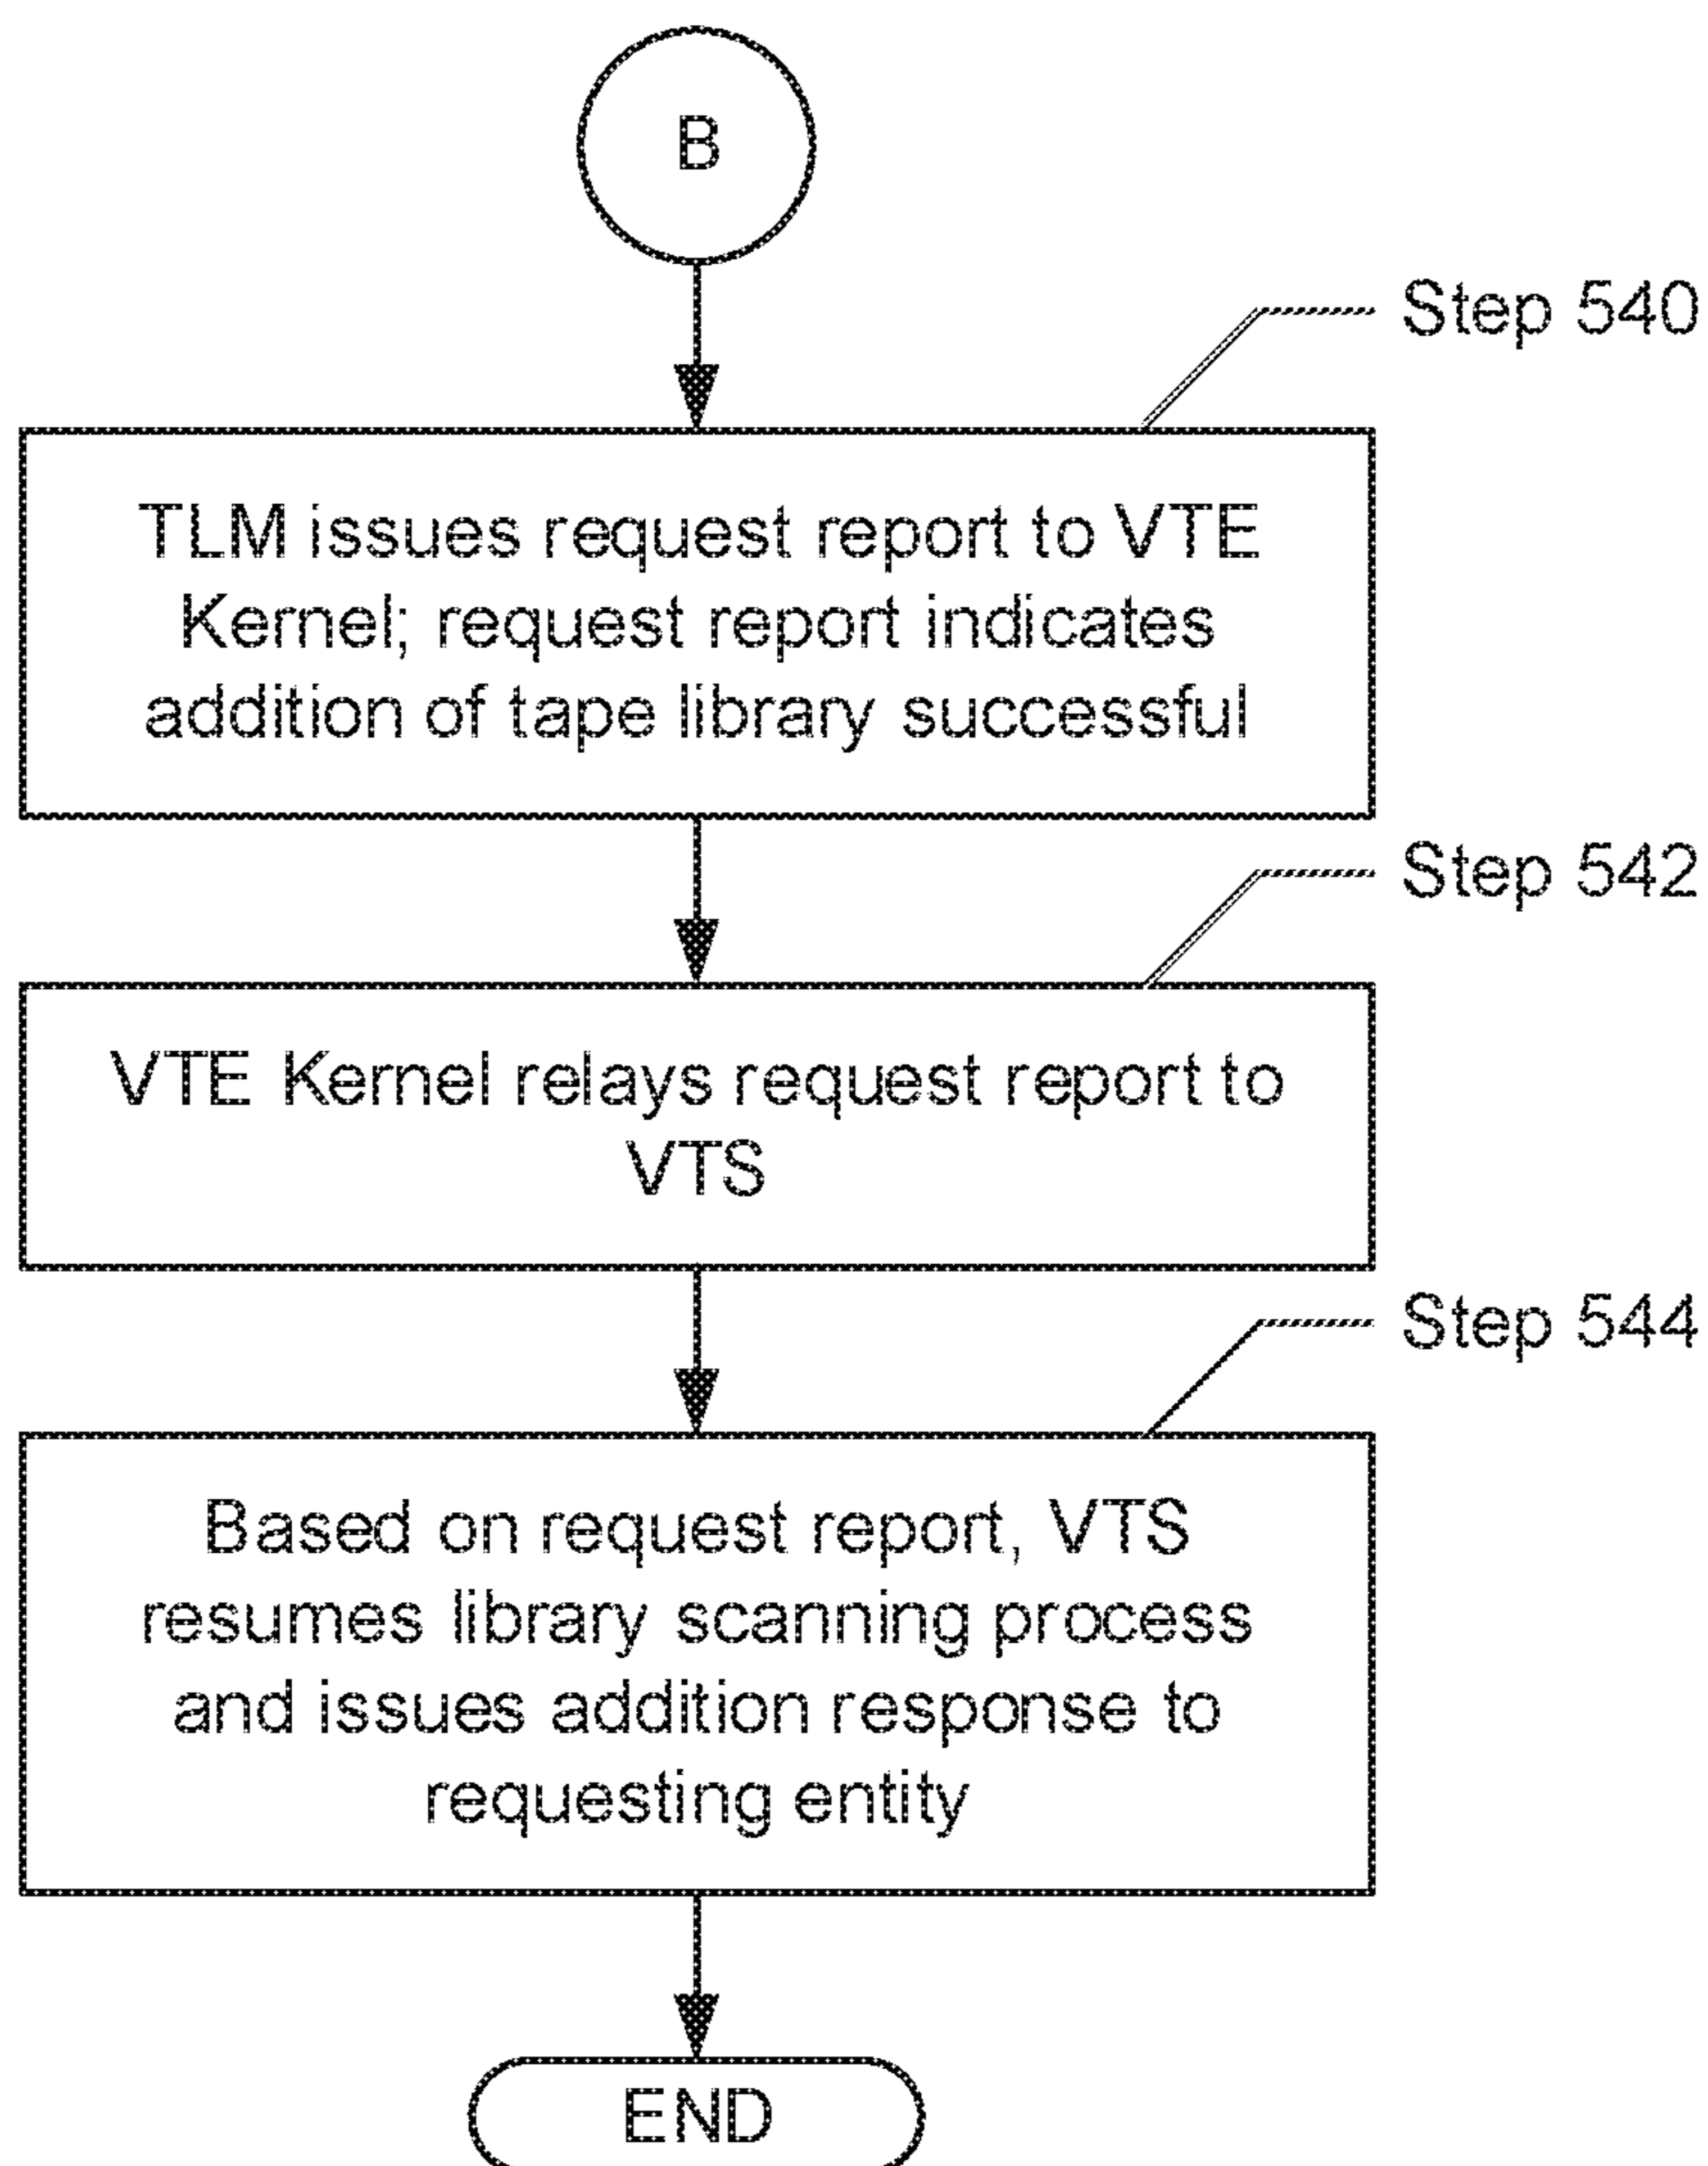 B
Step 540
TLM issues request report to VTE
Kernel; request report indicates
addition of tape library successful
Step 542
VTE Kernel relays request report to
VTS
Step 544
Based on request report, VTS
resumes library scanning process
and issues addition response to
requesting entity
END